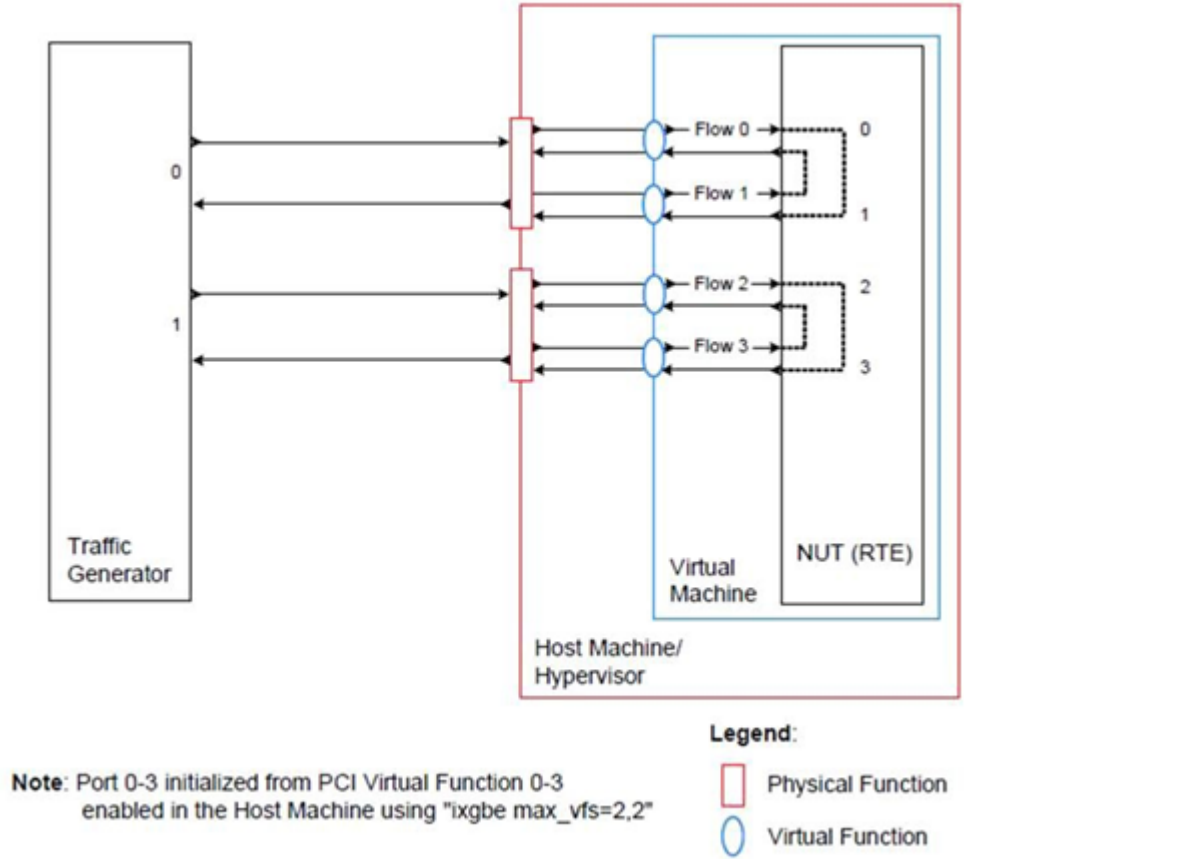 Flow 0
0
0
Flow 1
1
Flow 2
2
1
Flow 3
3
Traffic
Generator
NUT (RTE)
Virtual
Machine
Host Machine/
Hypervisor
Legend:
Note: Port 0-3 initialized from PCI Virtual Function 0-3
enabled in the Host Machine using "ixgbe max_vfs=2,2"
Physical Function
Virtual Function